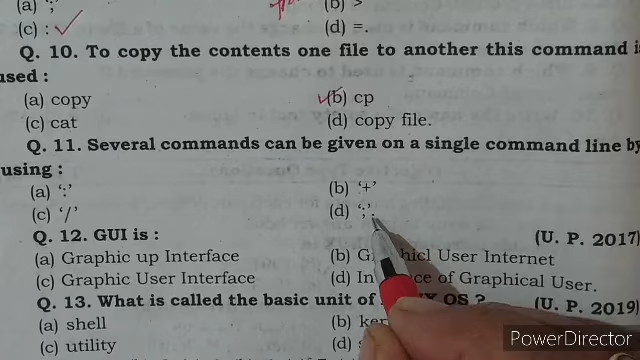 (a) ';' (b) >
(c) : (d) =.
Q. 10. To copy the contents one file to another this command is
used :
(a) copy (b) cp
(c) cat (d) copy file.
Q. 11. Several commands can be given on a single command line by
using :
(a) ':' (b) '+'
(c) '/' (d) ';'.
Q. 12. GUI is : (U. P. 2017)
(a) Graphic up Interface (b) G hicl User Internet
(c) Graphic User Interface (d) In ce of Graphical User.
Q. 13. What is called the basic unit of OS ? (U. P. 2019)
(a) shell (b) ker
(c) utility (d)
PowerDirector